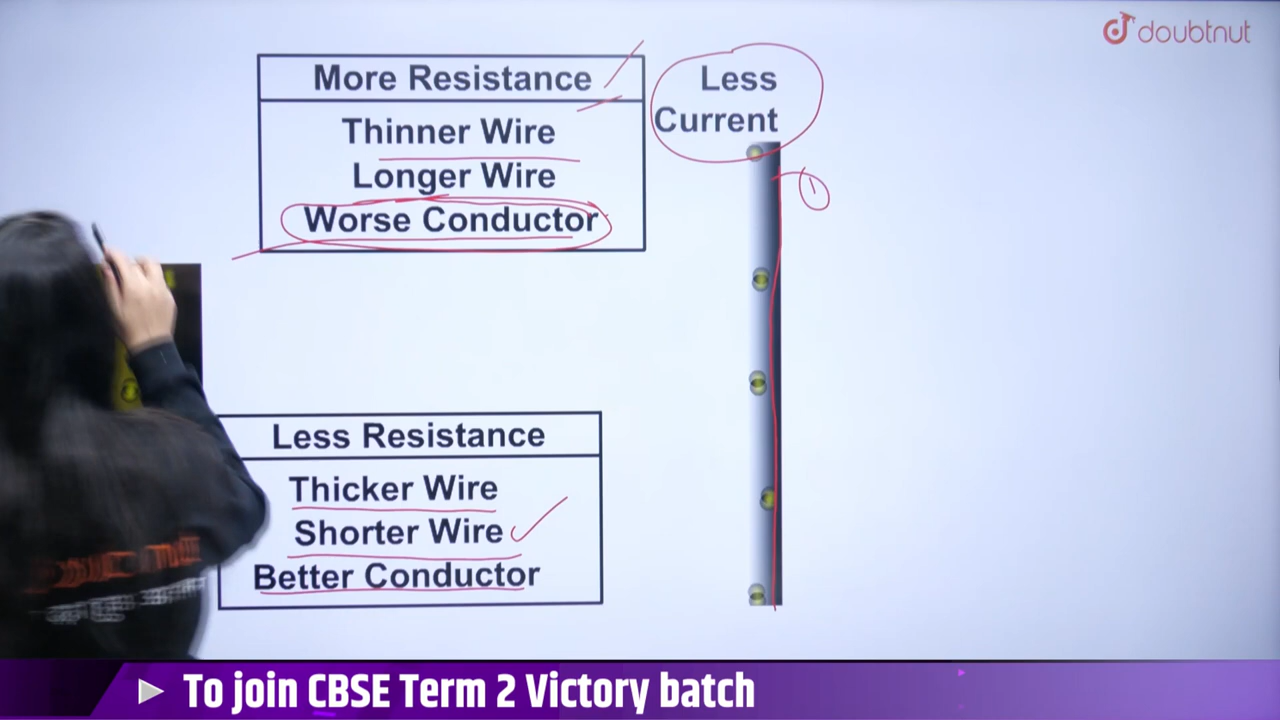 doubtnut
More Resistance
Thinner Wire
Longer Wire
Worse Conductor
Less
Current
1
Less Resistance
Thicker Wire
Shorter Wire
Better Conductor
To join CBSE Term 2 Victory batch